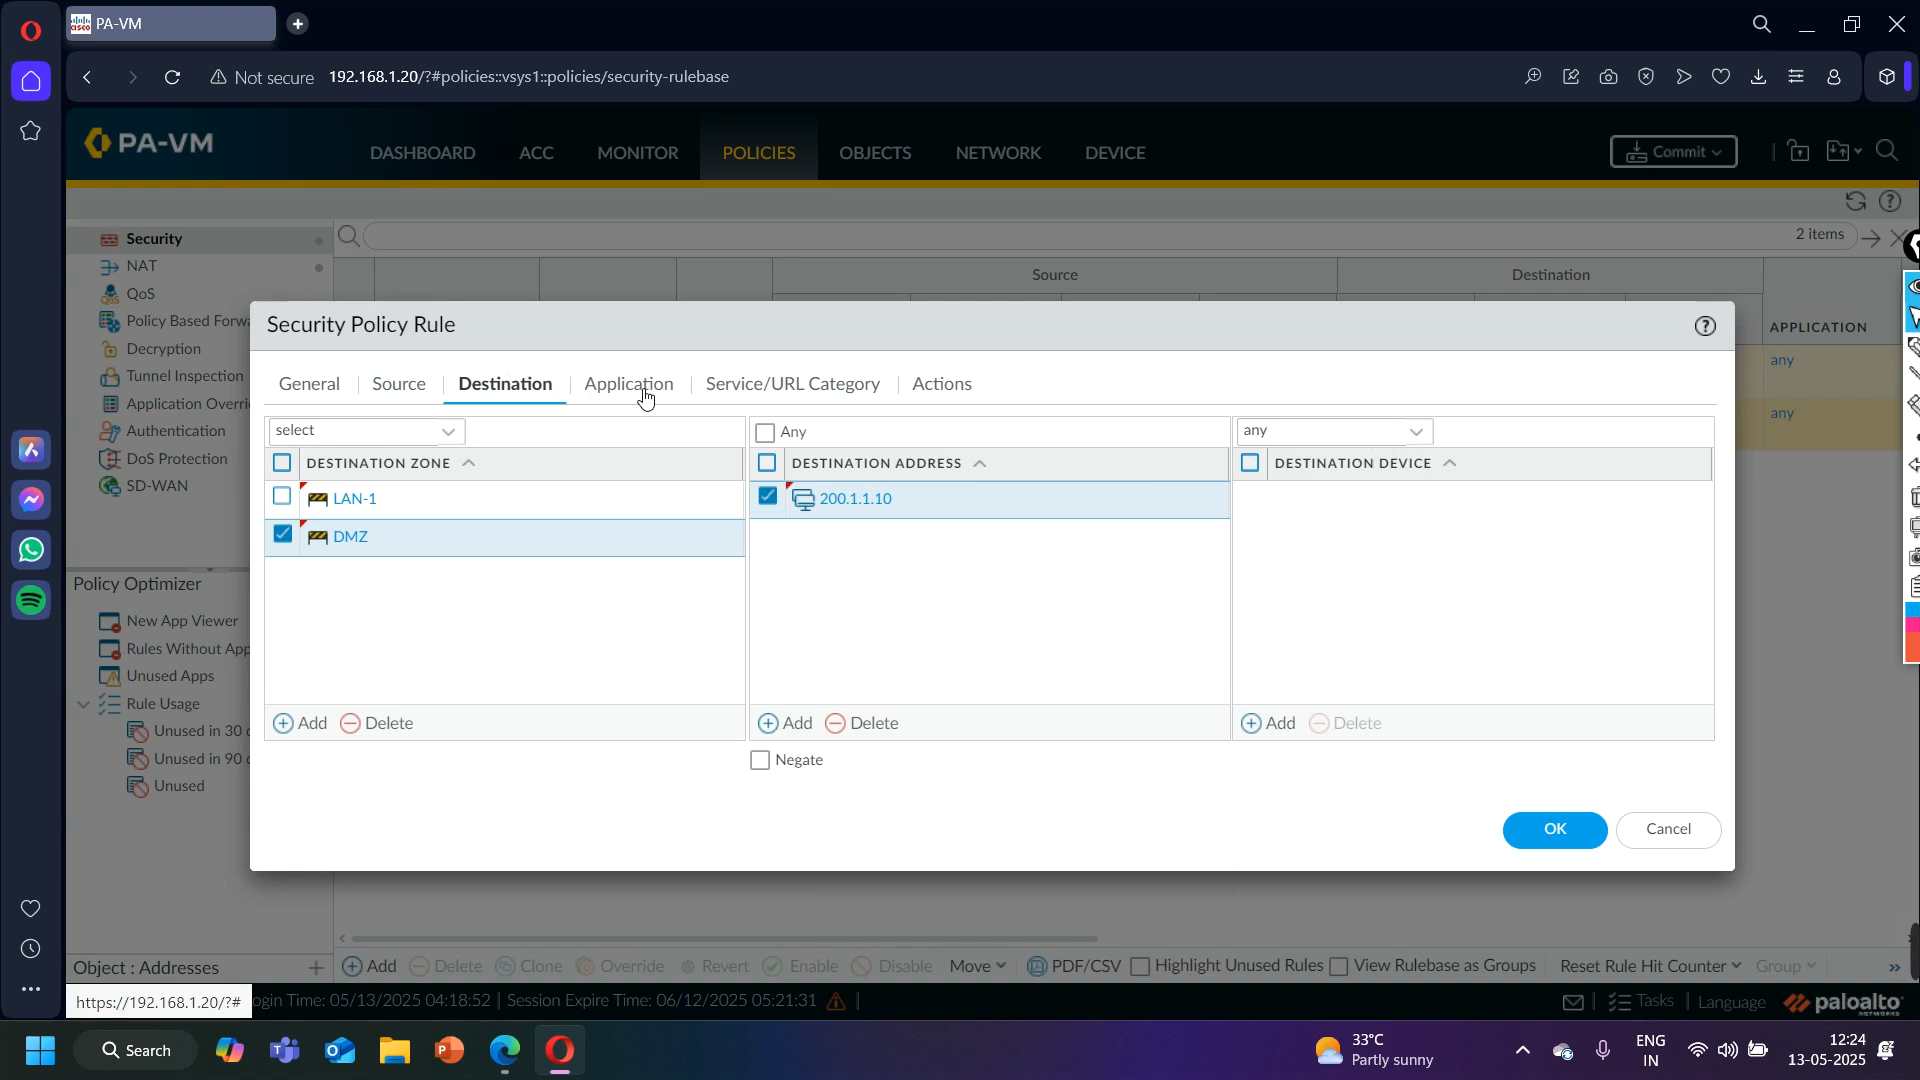 PA-VM
Not secure 192.168.1.20/?#policies::vsys1::policies/security-rulebase
PA-VM
DASHBOARD ACC MONITOR POLICIES OBJECTS NETWORK DEVICE
Commit
Security
NAT
QoS
Policy Based Forwa
Decryption
Tunnel Inspection
Application Overri
Authentication
DoS Protection
SD-WAN
2 items
Source Destination
APPLICATION
any
any
Security Policy Rule
General Source Destination Application Service/URL Category Actions
select Any any
DESTINATION ZONE DESTINATION ADDRESS DESTINATION DEVICE
LAN-1 200.1.1.10
DMZ
Add Delete Add Delete Add Delete
Negate
OK Cancel
Policy Optimizer
New App Viewer
Rules Without App
Unused Apps
Rule Usage
Unused in 30 d
Unused in 90 d
Unused
Object : Addresses
Add Delete Clone Override Revert Enable Disable Move PDF/CSV Highlight Unused Rules View Rulebase as Groups Reset Rule Hit Counter Group
https://192.168.1.20/?# ogin Time: 05/13/2025 04:18:52 | Session Expire Time: 06/12/2025 05:21:31 Tasks Language paloalto
NETWORKS
Search
33°C
Partly sunny
ENG
IN
12:24
13-05-2025